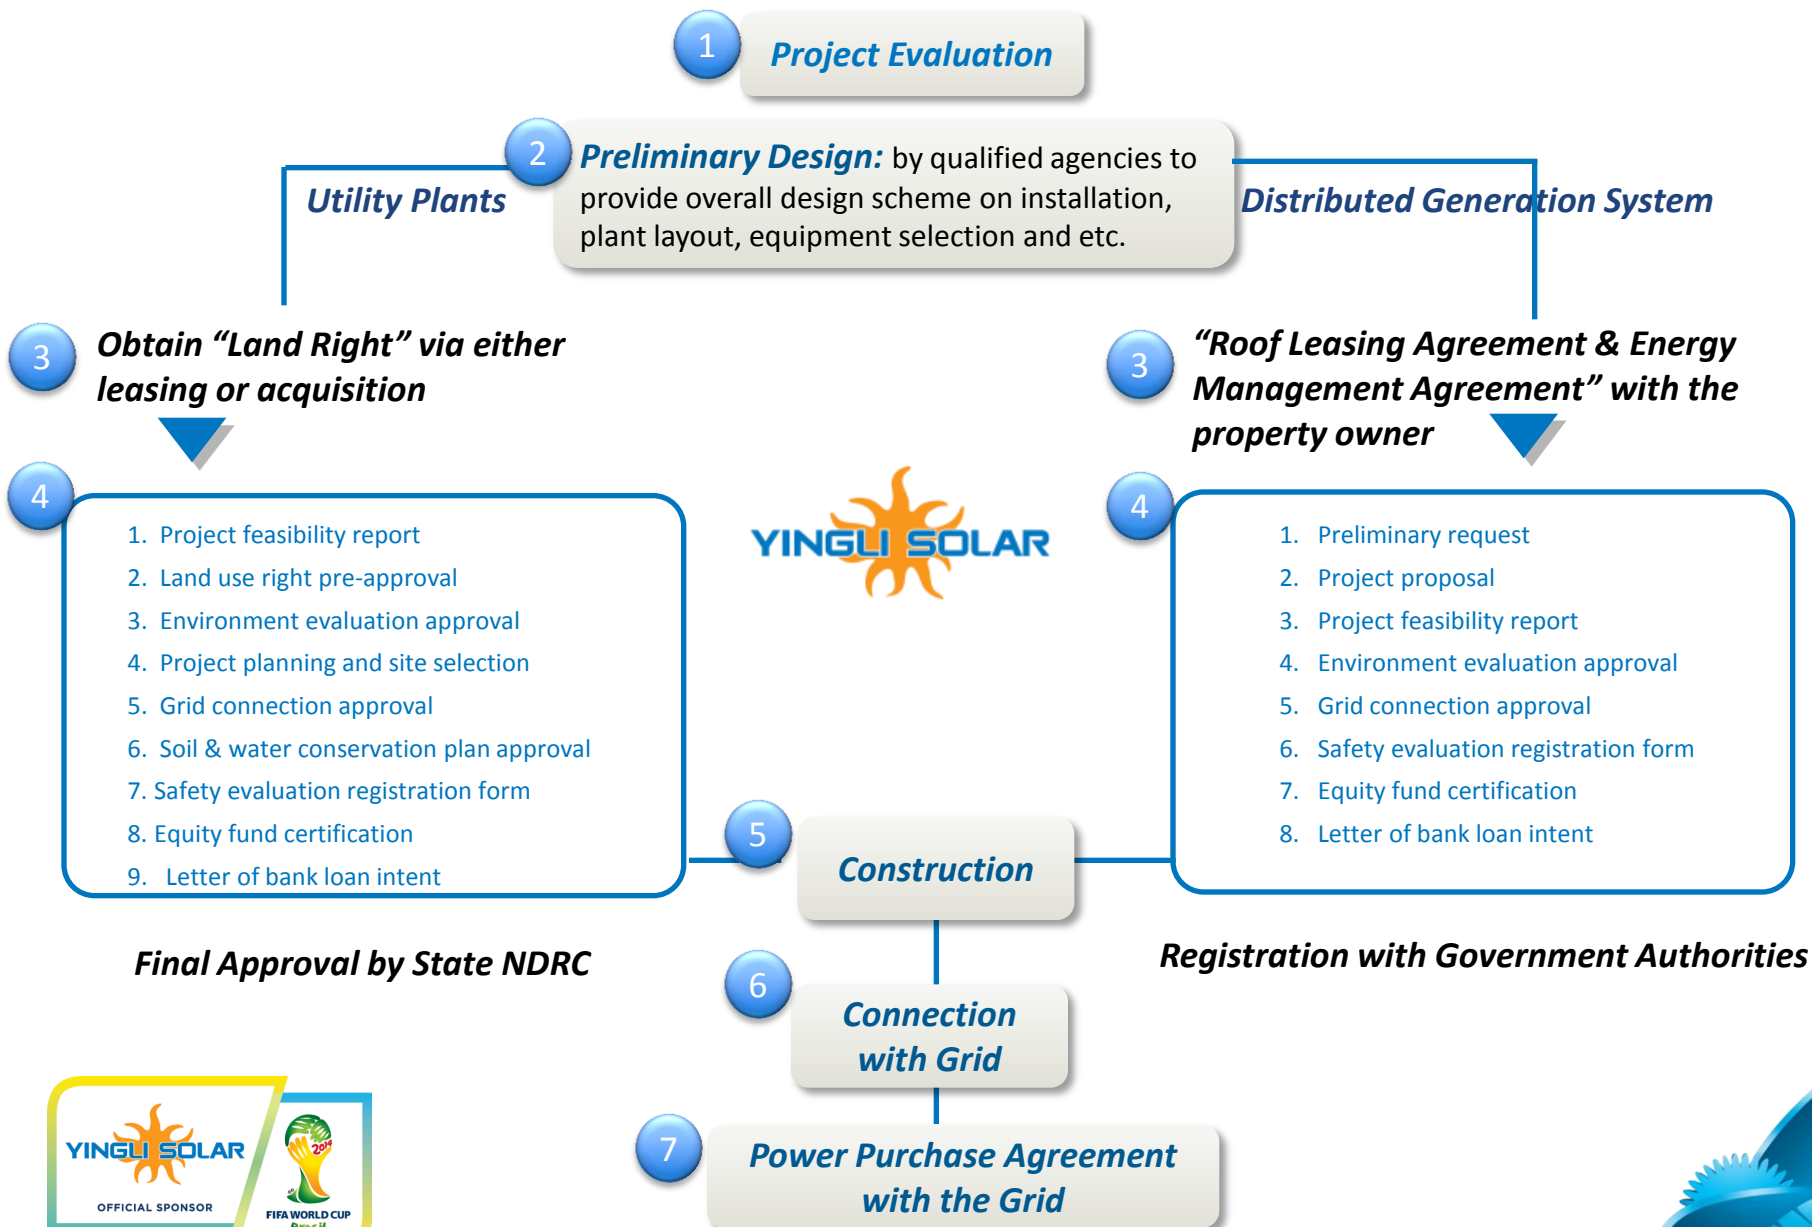 1
Project Evaluation
2
Preliminary Design: by qualified agencies to
provide overall design scheme on installation,
plant layout, equipment selection and etc.
Utility Plants
Distributed Generation System
3
Obtain “Land Right” via either
leasing or acquisition
3
“Roof Leasing Agreement & Energy
Management Agreement” with the
property owner
4
1. Project feasibility report
2. Land use right pre-approval
3. Environment evaluation approval
4. Project planning and site selection
5. Grid connection approval
6. Soil & water conservation plan approval
7. Safety evaluation registration form
8. Equity fund certification
9. Letter of bank loan intent
Final Approval by State NDRC
YINGLI SOLAR
4
1. Preliminary request
2. Project proposal
3. Project feasibility report
4. Environment evaluation approval
5. Grid connection approval
6. Safety evaluation registration form
7. Equity fund certification
8. Letter of bank loan intent
Registration with Government Authorities
5
Construction
6
Connection
with Grid
7
Power Purchase Agreement
with the Grid
YINGLI SOLAR
OFFICIAL SPONSOR
2014
FIFA WORLD CUP
Brasil